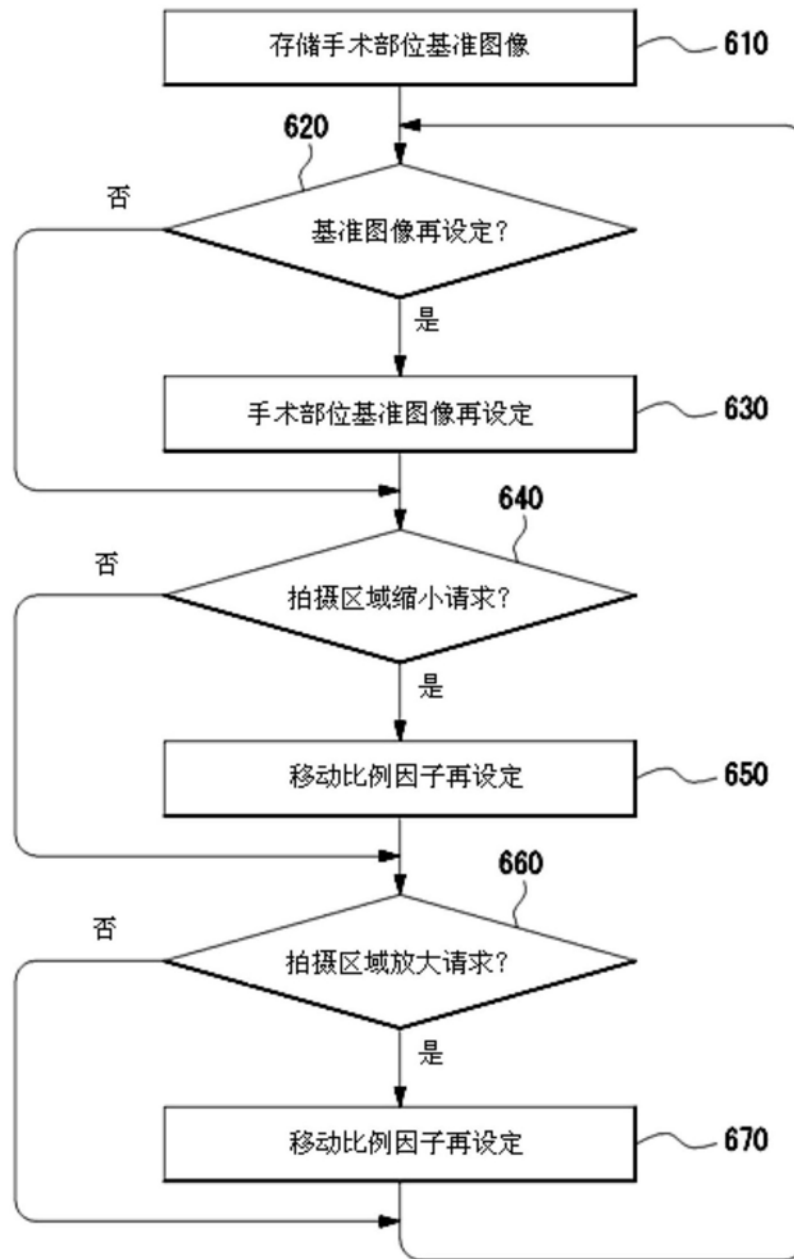 存储手术部位基准图像
610
620
否
基准图像再设定?
是
手术部位基准图像再设定
630
640
否
拍摄区域缩小请求?
是
移动比例因子再设定
650
660
否
拍摄区域放大请求?
是
移动比例因子再设定
670